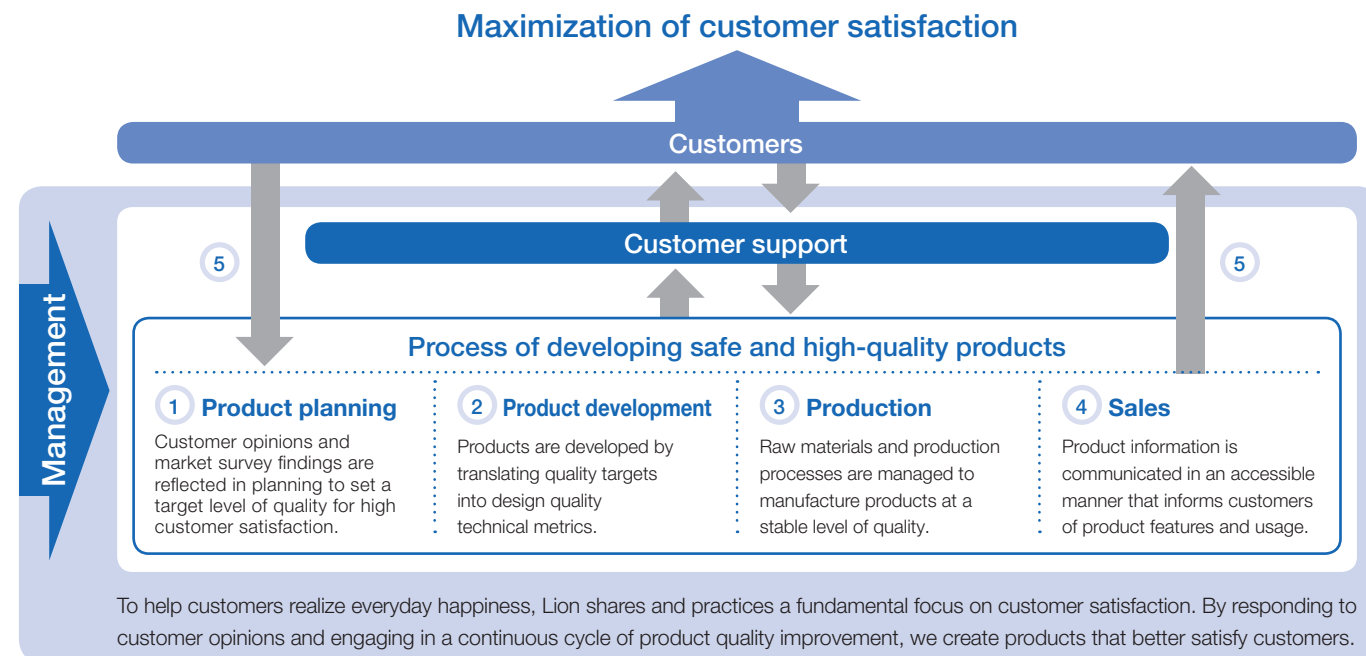 Maximization of customer satisfaction
Customers
Customer support
5
5
Management
Process of developing safe and high-quality products
1 Product planning
Customer opinions and
market survey findings are
reflected in planning to set a
target level of quality for high
customer satisfaction.
2 Product development
Products are developed by
translating quality targets
into design quality
technical metrics.
3 Production
Raw materials and production
processes are managed to
manufacture products at a
stable level of quality.
4 Sales
Product information is
communicated in an accessible
manner that informs customers
of product features and usage.
To help customers realize everyday happiness, Lion shares and practices a fundamental focus on customer satisfaction. By responding to
customer opinions and engaging in a continuous cycle of product quality improvement, we create products that better satisfy customers.